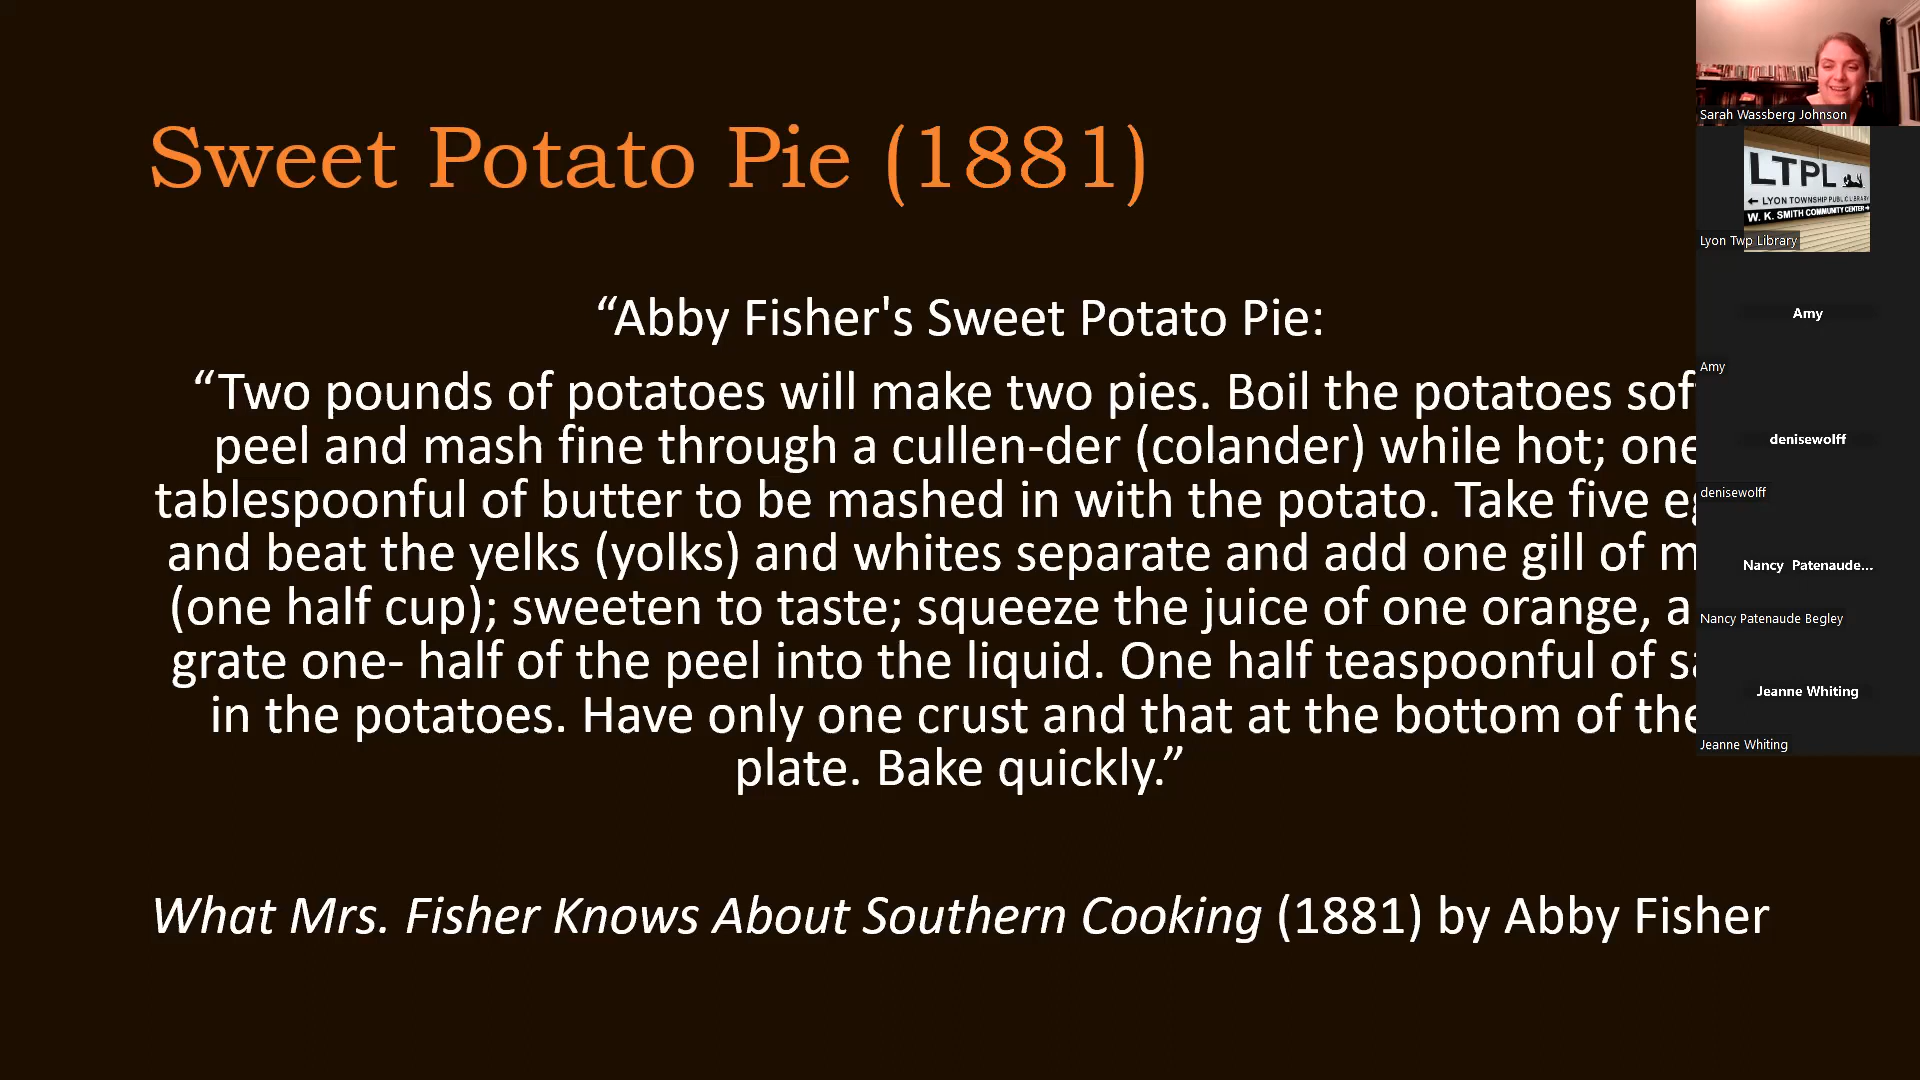 Sweet Potato Pie (1881)
“Abby Fisher's Sweet Potato Pie:
“Two pounds of potatoes will make two pies. Boil the potatoes
peel and mash fine through a cullen-der (colander) while hot; one
tablespoonful of butter to be mashed in with the potato. Take five
and beat the yelks (yolks) and whites separate and add one gill of
(one half cup); sweeten to taste; squeeze the juice of one orange,
grate one- half of the peel into the liquid. One half teaspoonful of
in the potatoes. Have only one crust and that at the bottom of the
plate. Bake quickly.”
What Mrs. Fisher Knows About Southern Cooking (1881) by Abby Fisher
Sarah Wassberg Johnson
LTPL
← LYON TOWNSHIP PUBLIC LIBRARY
W. K. SMITH COMMUNITY CENTER →
Lyon Twp Library
Amy
Amy
denisewolff
denisewolff
Nancy Patenaude...
Nancy Patenaude Begley
Jeanne Whiting
Jeanne Whiting